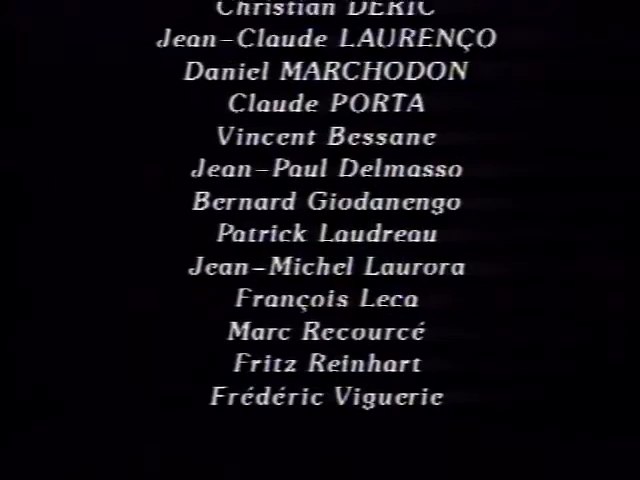 Christian DERIC
Jean-Claude LAURENÇO
Daniel MARCHODON
Claude PORTA
Vincent Bessane
Jean-Paul Delmasso
Bernard Giodanengo
Patrick Laudreau
Jean-Michel Laurora
François Leca
Marc Recourcé
Fritz Reinhart
Frédéric Viguerie